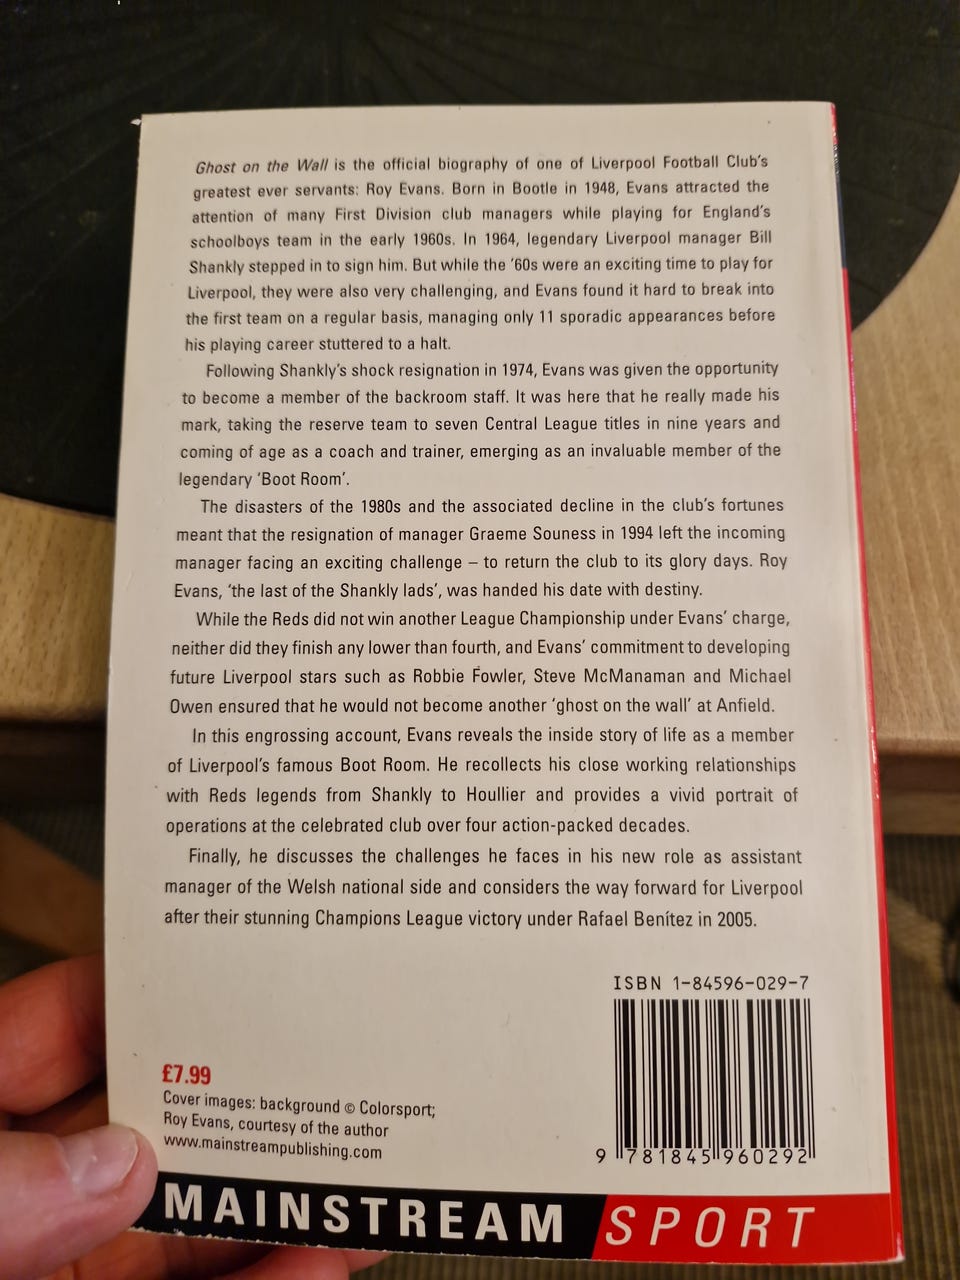 Ghost on the Wall is the official biography of one of Liverpool Football Club's
greatest ever servants: Roy Evans. Born in Bootle in 1948, Evans attracted the
attention of many First Division club managers while playing for England's
schoolboys team in the early 1960s. In 1964, legendary Liverpool manager Bill
Shankly stepped in to sign him. But while the '60s were an exciting time to play for
Liverpool, they were also very challenging, and Evans found it hard to break into
the first team on a regular basis, managing only 11 sporadic appearances before
his playing career stuttered to a halt.
Following Shankly's shock resignation in 1974, Evans was given the opportunity
to become a member of the backroom staff. It was here that he really made his
mark, taking the reserve team to seven Central League titles in nine years and
coming of age as a coach and trainer, emerging as an invaluable member of the
legendary 'Boot Room'.
The disasters of the 1980s and the associated decline in the club's fortunes
meant that the resignation of manager Graeme Souness in 1994 left the incoming
manager facing an exciting challenge – to return the club to its glory days. Roy
Evans, 'the last of the Shankly lads', was handed his date with destiny.
While the Reds did not win another League Championship under Evans' charge,
neither did they finish any lower than fourth, and Evans' commitment to developing
future Liverpool stars such as Robbie Fowler, Steve McManaman and Michael
Owen ensured that he would not become another 'ghost on the wall' at Anfield.
In this engrossing account, Evans reveals the inside story of life as a member
of Liverpool's famous Boot Room. He recollects his close working relationships
with Reds legends from Shankly to Houllier and provides a vivid portrait of
operations at the celebrated club over four action-packed decades.
Finally, he discusses the challenges he faces in his new role as assistant
manager of the Welsh national side and considers the way forward for Liverpool
after their stunning Champions League victory under Rafael Benítez in 2005.
ISBN 1-84596-029-7
9 781845 960292
£7.99
Cover images: background © Colorsport;
Roy Evans, courtesy of the author
www.mainstreampublishing.com
MAINSTREAM SPORT